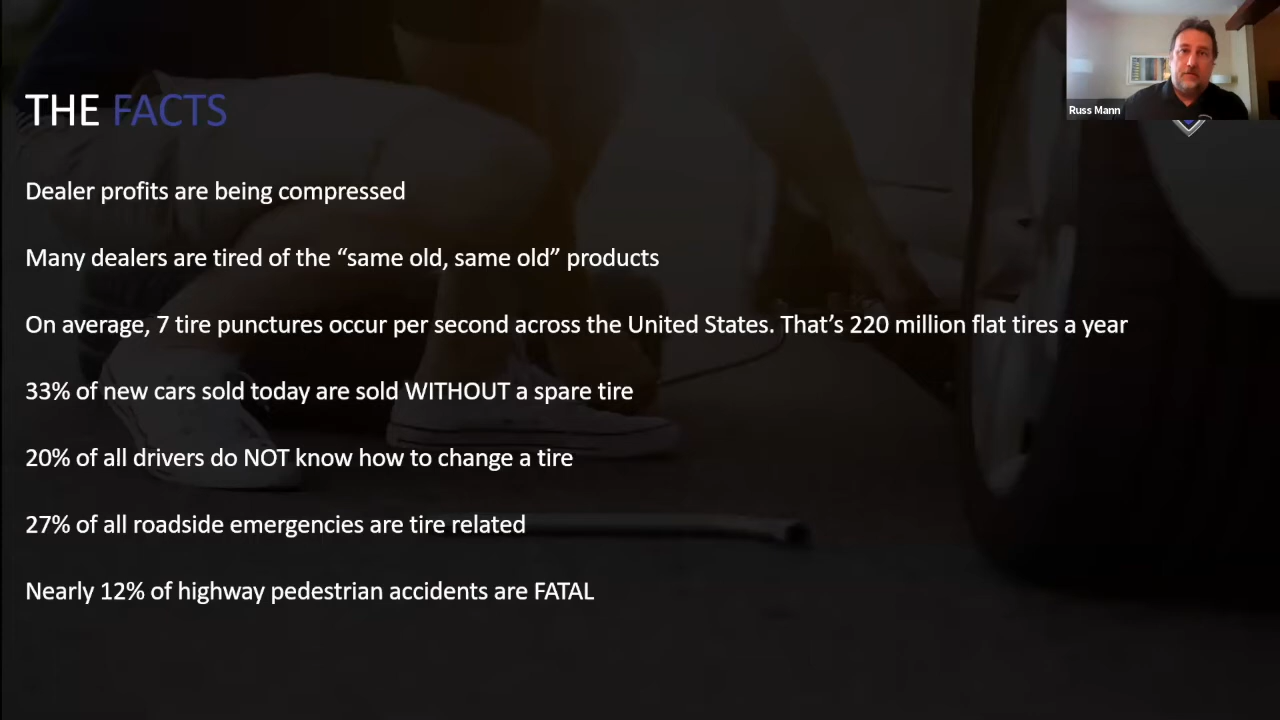 Russ Mann
THE FACTS
Dealer profits are being compressed
Many dealers are tired of the “same old, same old” products
On average, 7 tire punctures occur per second across the United States. That’s 220 million flat tires a year
33% of new cars sold today are sold WITHOUT a spare tire
20% of all drivers do NOT know how to change a tire
27% of all roadside emergencies are tire related
Nearly 12% of highway pedestrian accidents are FATAL